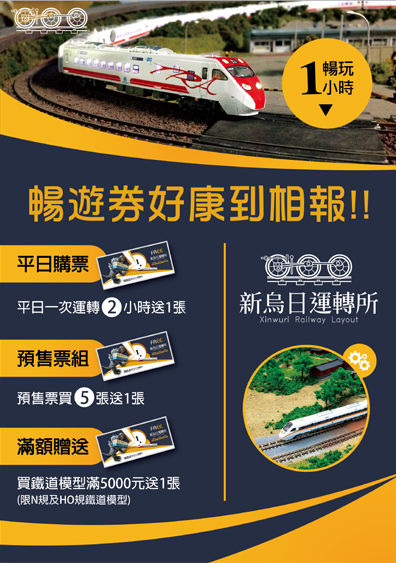 1 暢玩
小時
暢遊券好康到相報!!
平日購票
平日一次運轉2小時送1張
預售票組
預售票買5張送1張
滿額贈送
買鐵道模型滿5000元送1張
(限N規及HO規鐵道模型)
新烏日運轉所
Xinwuri Railway Layout